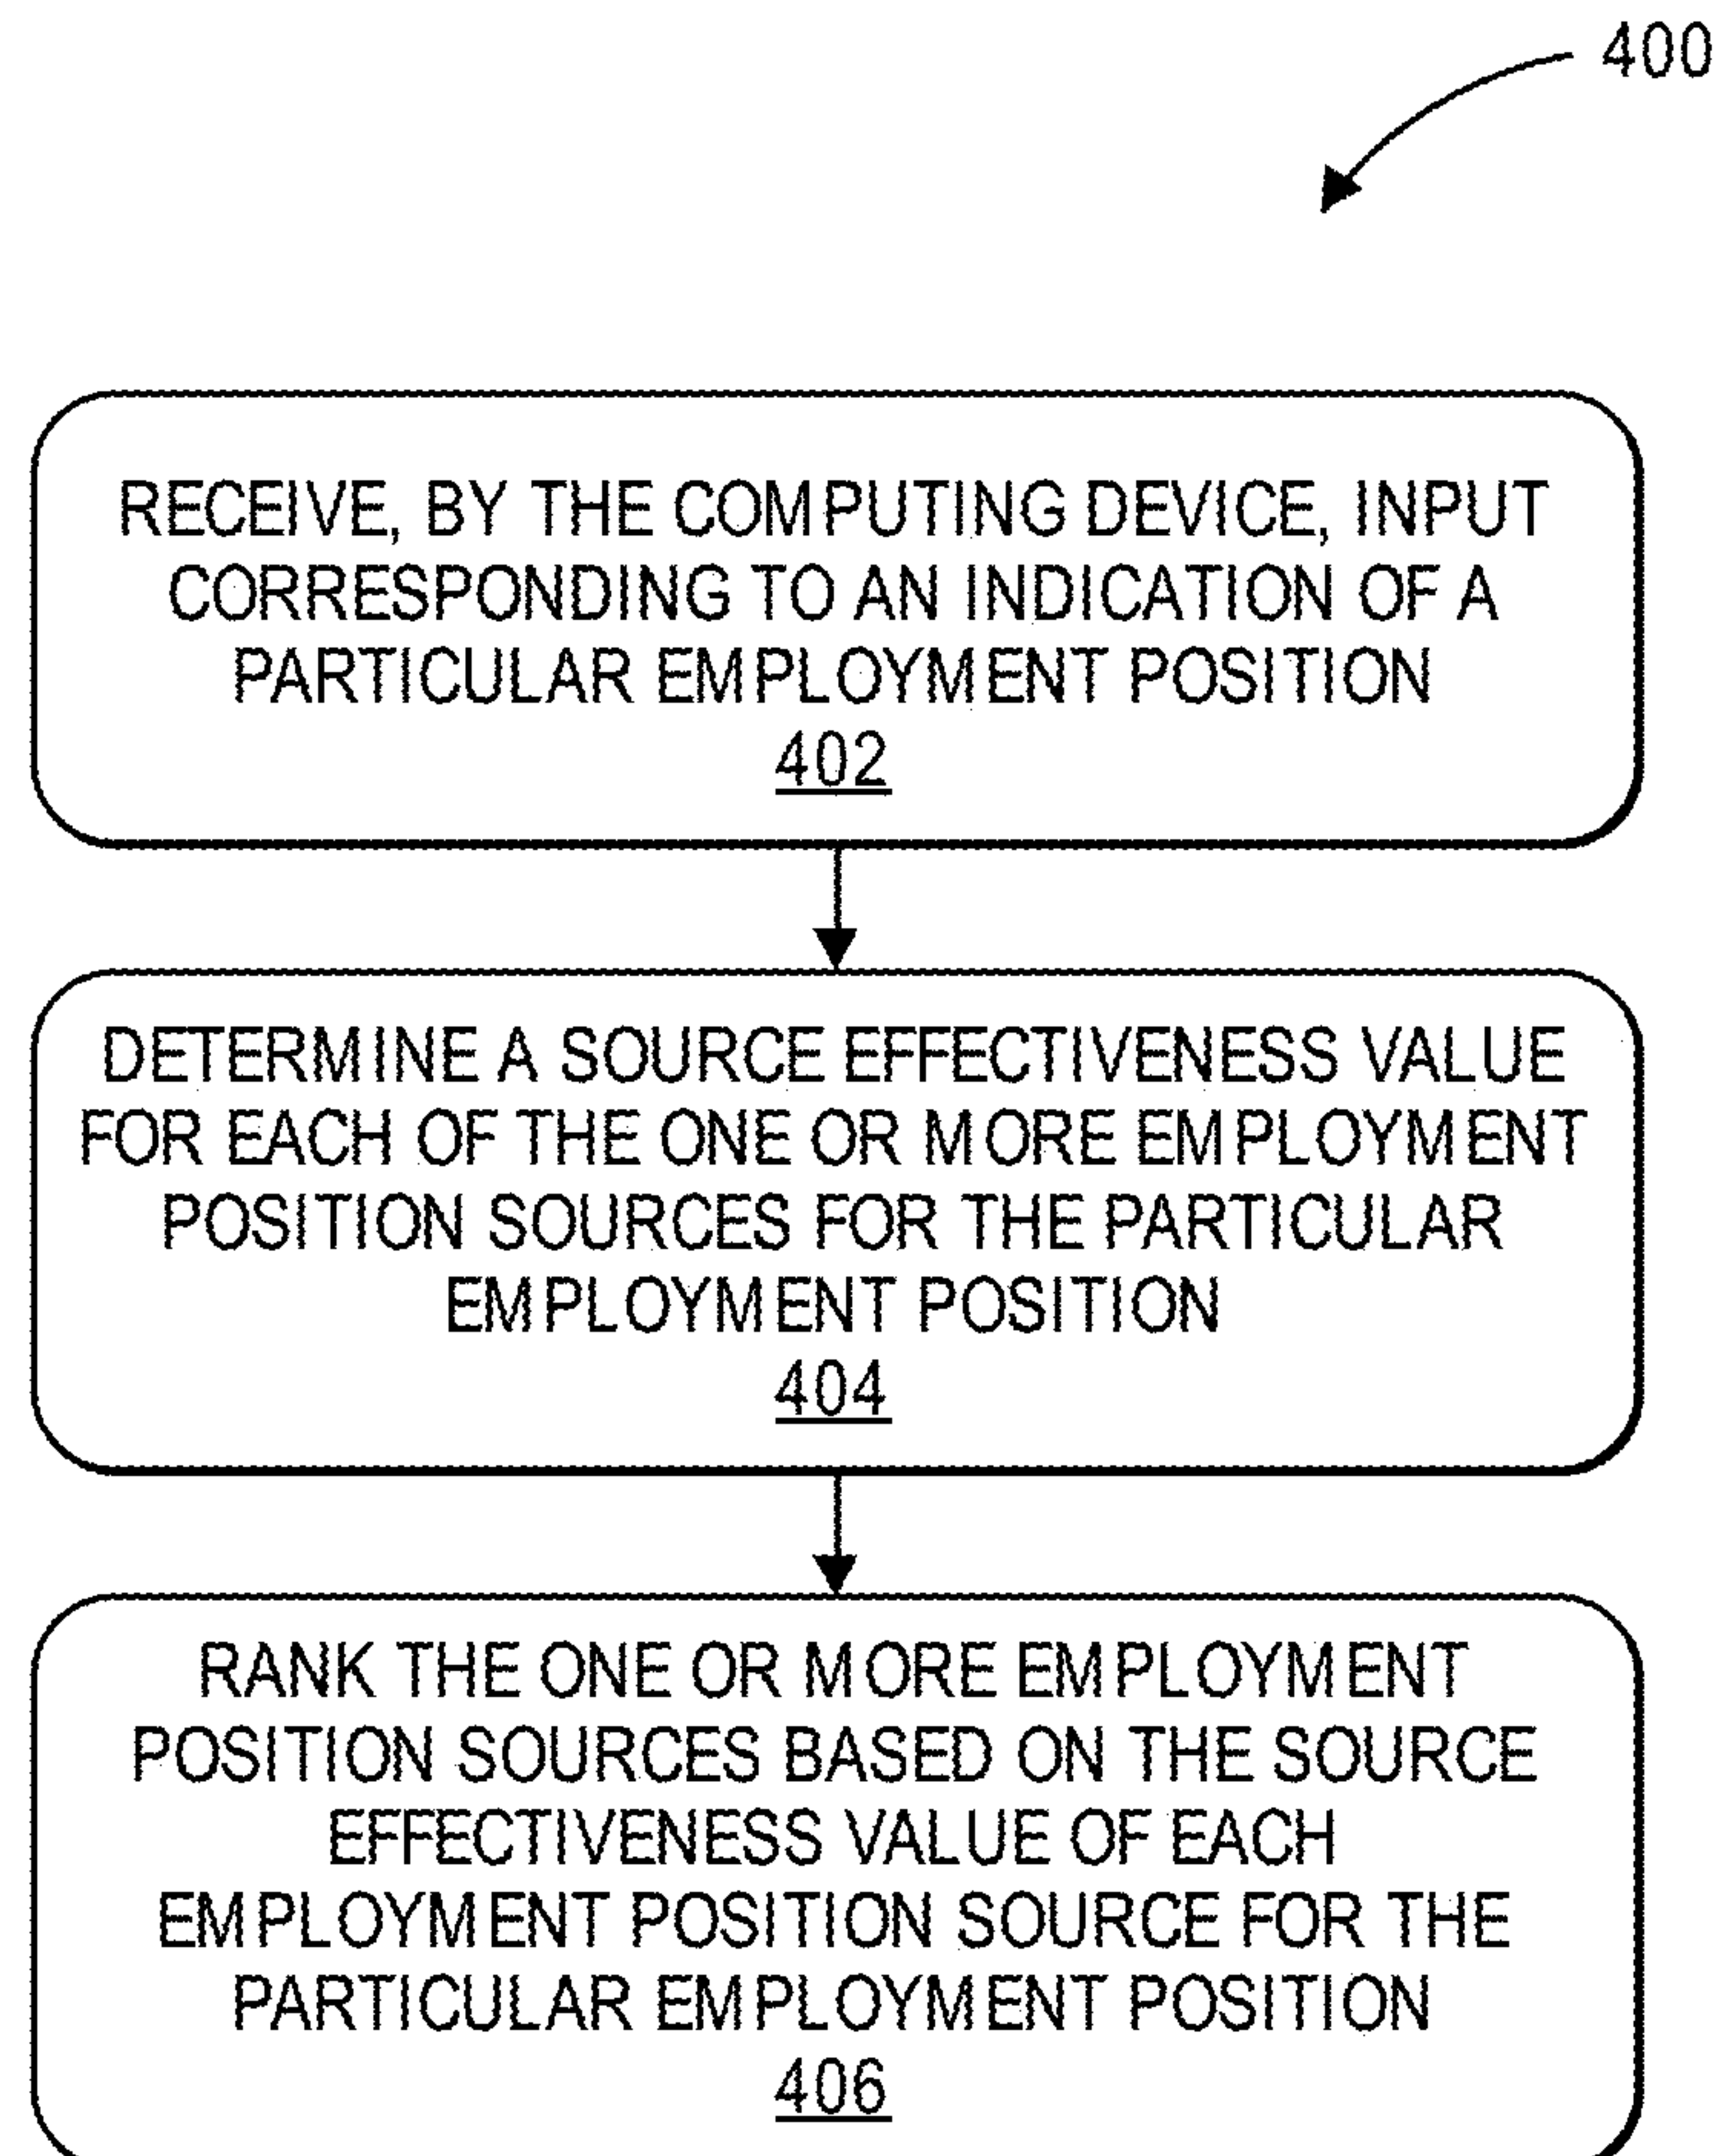 400
RECEIVE, BY THE COMPUTING DEVICE, INPUT
CORRESPONDING TO AN INDICATION OF A
PARTICULAR EMPLOYMENT POSITION
402
DETERMINE A SOURCE EFFECTIVENESS VALUE
FOR EACH OF THE ONE OR MORE EMPLOYMENT
POSITION SOURCES FOR THE PARTICULAR
EMPLOYMENT POSITION
404
RANK THE ONE OR MORE EMPLOYMENT
POSITION SOURCES BASED ON THE SOURCE
EFFECTIVENESS VALUE OF EACH
EMPLOYMENT POSITION SOURCE FOR THE
PARTICULAR EMPLOYMENT POSITION
406